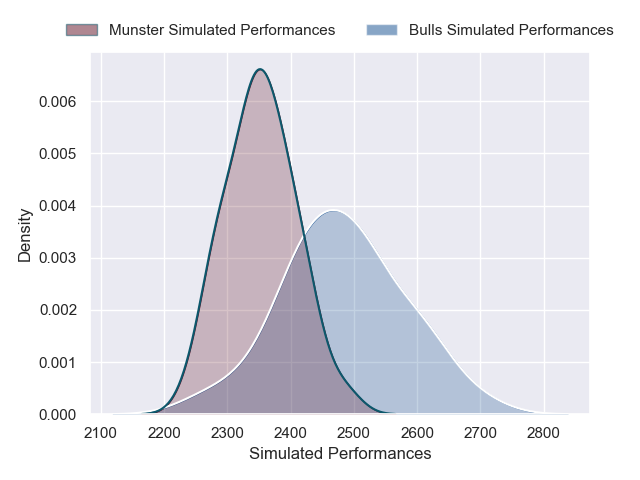 Munster Simulated Performances Bulls Simulated Performances
0.006
0.005
0.004
0.003
0.002
0.001
0.000
Density
2100 2200 2300 2400 2500 2600 2700 2800
Simulated Performances